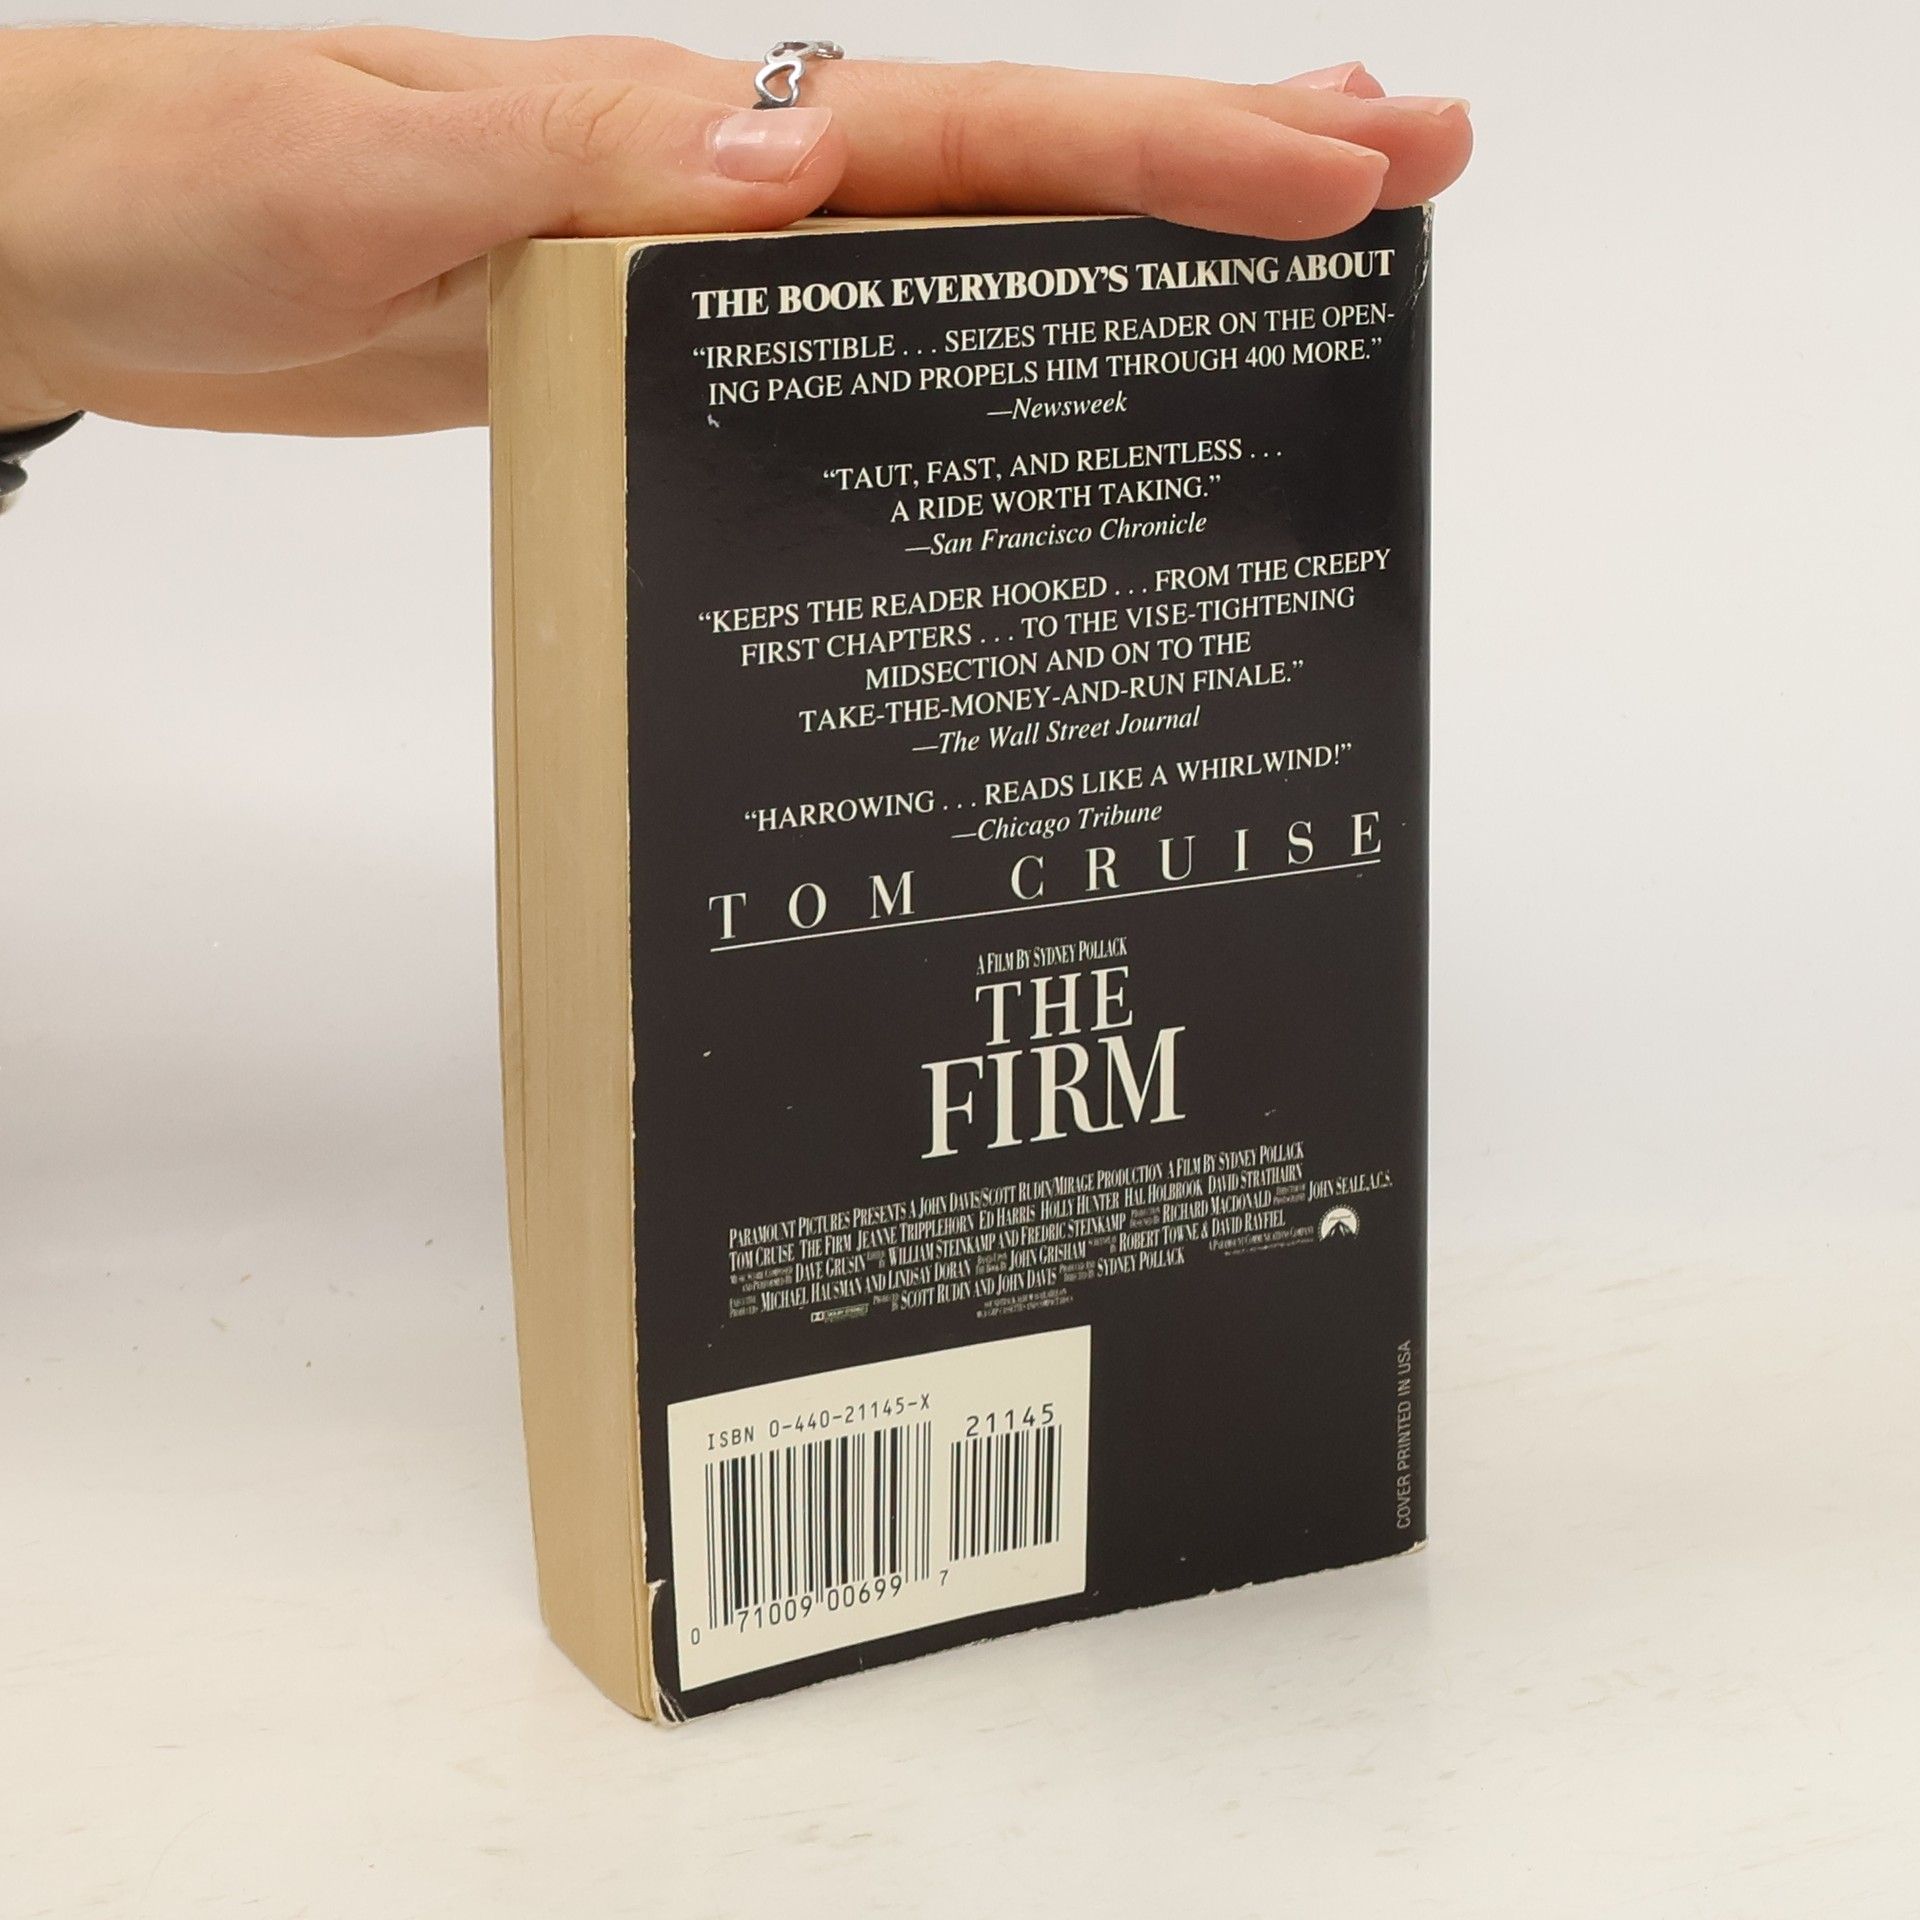 THE BOOK EVERYBODY'S TALKING ABOUT
“IRRESISTIBLE . . . SEIZES THE READER ON THE OPEN-
ING PAGE AND PROPELS HIM THROUGH 400 MORE.”
—Newsweek
“TAUT, FAST, AND RELENTLESS . . .
A RIDE WORTH TAKING.”
—San Francisco Chronicle
“KEEPS THE READER HOOKED . . . FROM THE CREEPY
FIRST CHAPTERS . . . TO THE VISE-TIGHTENING
MIDSECTION AND ON TO THE
TAKE-THE-MONEY-AND-RUN FINALE.”
—The Wall Street Journal
“HARROWING . . . READS LIKE A WHIRLWIND!”
—Chicago Tribune
TOM CRUISE
A FILM BY SYDNEY POLLACK
THE
FIRM
PARAMOUNT PICTURES PRESENTS A JOHN DAVIS/SCOTT RUDIN/MIRAGE PRODUCTION A FILM BY SYDNEY POLLACK
TOM CRUISE THE FIRM JEANNE TRIPPLEHORN ED HARRIS HOLLY HUNTER HAL HOLBROOK DAVID STRATHAIRN
DAVE GRUSIN WILLIAM STEINKAMP AND FREDRIC STEINKAMP RICHARD MACDONALD JOHN SEALE, A.C.S.
MICHAEL HAUSMAN AND LINDSAY DORAN JOHN GRISHAM ROBERT TOWNE & DAVID RAYFIEL
SCOTT RUDIN AND JOHN DAVIS SYDNEY POLLACK
ISBN 0-440-21145-X
21145
0 71009 00699 7
COVER PRINTED IN USA